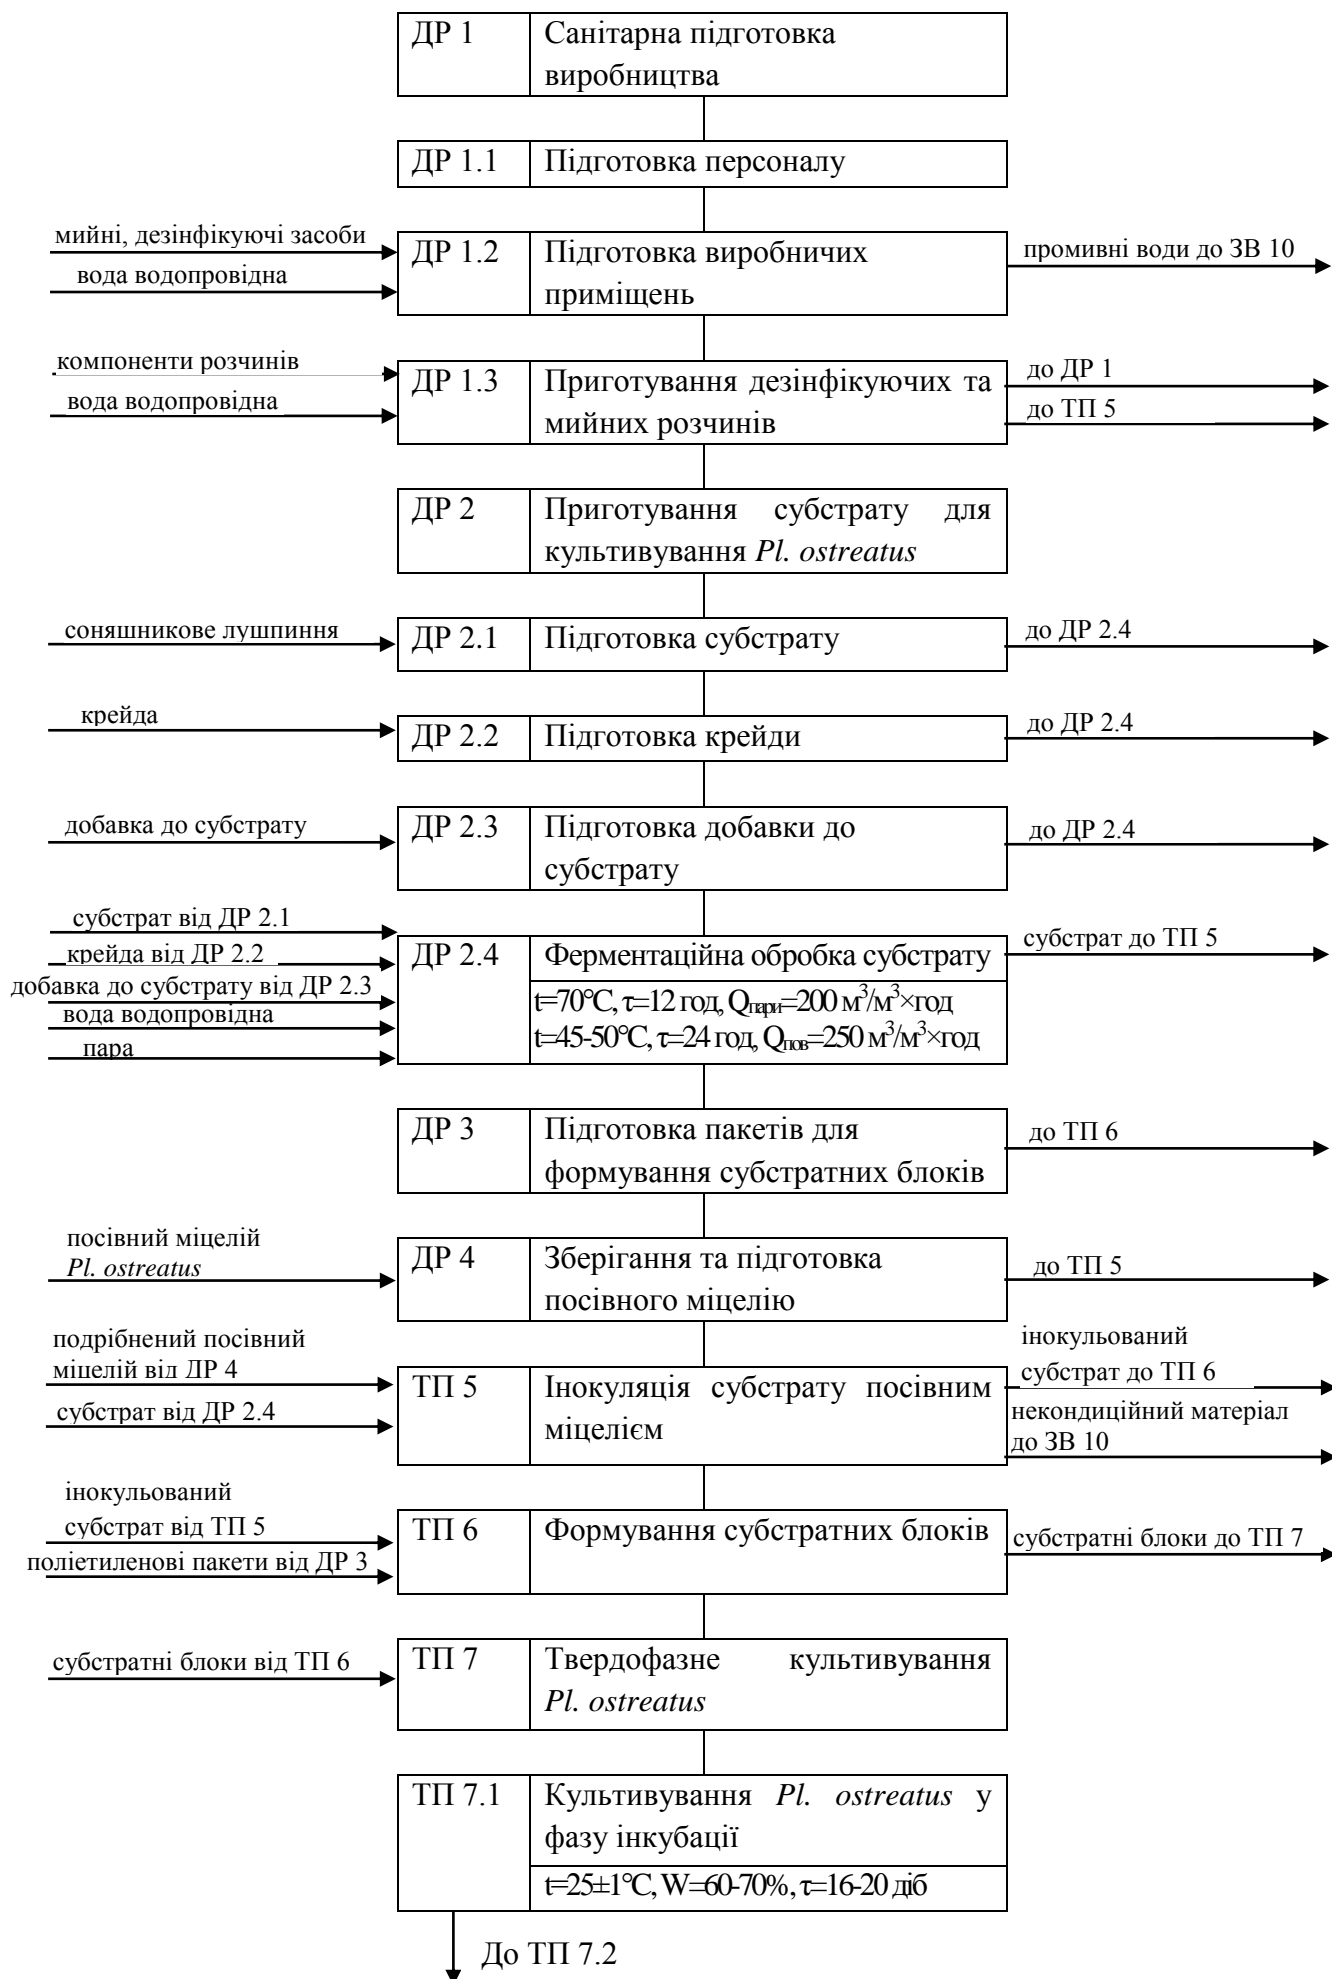 ДР 1
Санітарна підготовка
виробництва
ДР 1.1
Підготовка персоналу
мийні, дезінфікуючі засоби
вода водопровідна
ДР 1.2
Підготовка виробничих
приміщень
промивні води до ЗВ 10
компоненти розчинів
вода водопровідна
ДР 1.3
Приготування дезінфікуючих та
мийних розчинів
до ДР 1
до ТП 5
ДР 2
Приготування субстрату для
культивування Pl. ostreatus
соняшникове лушпиння
ДР 2.1
Підготовка субстрату
до ДР 2.4
крейда
ДР 2.2
Підготовка крейди
до ДР 2.4
добавка до субстрату
ДР 2.3
Підготовка добавки до
субстрату
до ДР 2.4
субстрат від ДР 2.1
крейда від ДР 2.2
добавка до субстрату від ДР 2.3
вода водопровідна
пара
ДР 2.4
Ферментаційна обробка субстрату
t=70°C, τ=12 год, Qпари=200 м³/м³×год
t=45-50°C, τ=24 год, Qпов=250 м³/м³×год
субстрат до ТП 5
ДР 3
Підготовка пакетів для
формування субстратних блоків
до ТП 6
посівний міцелій
Pl. ostreatus
ДР 4
Зберігання та підготовка
посівного міцелію
до ТП 5
подрібнений посівний
міцелій від ДР 4
субстрат від ДР 2.4
ТП 5
Інокуляція субстрату посівним
міцелієм
інокульований
субстрат до ТП 6
некондиційний матеріал
до ЗВ 10
інокульований
субстрат від ТП 5
поліетиленові пакети від ДР 3
ТП 6
Формування субстратних блоків
субстратні блоки до ТП 7
субстратні блоки від ТП 6
ТП 7
Твердофазне культивування
Pl. ostreatus
ТП 7.1
Культивування Pl. ostreatus у
фазу інкубації
t=25±1°C, W=60-70%, τ=16-20 діб
До ТП 7.2